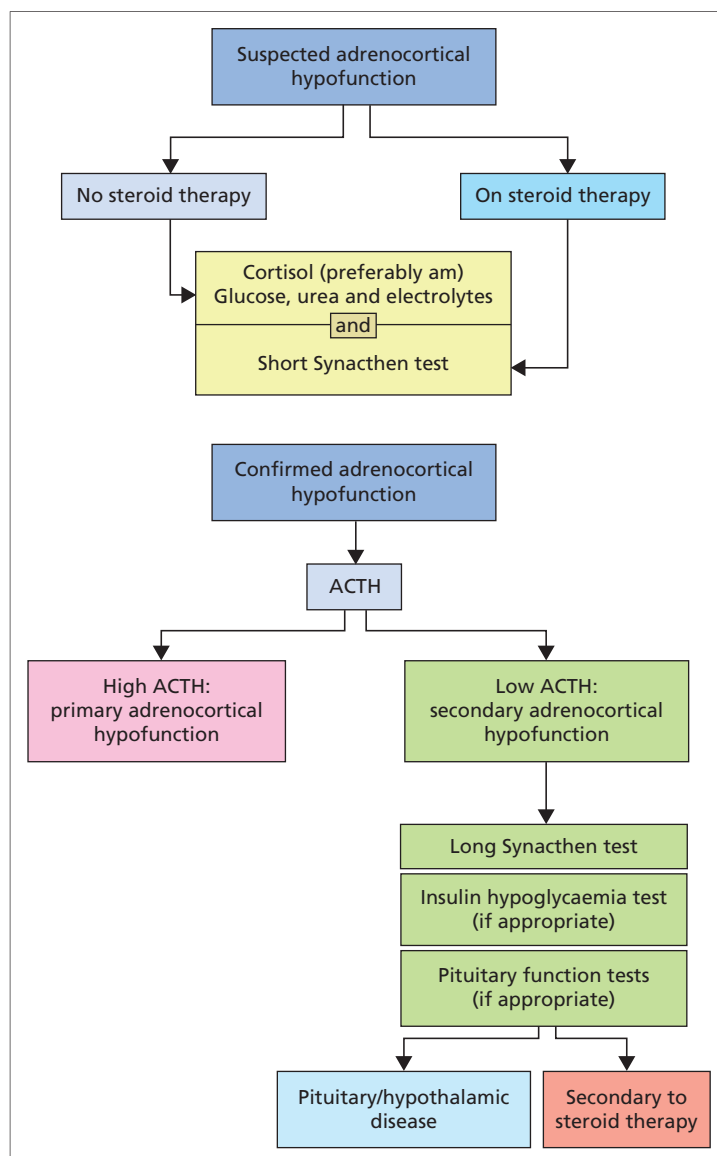 Suspected adrenocortical
hypofunction
No steroid therapy
On steroid therapy
Cortisol (preferably am)
Glucose, urea and electrolytes
and
Short Synacthen test
Confirmed adrenocortical
hypofunction
ACTH
High ACTH:
primary adrenocortical
hypofunction
Low ACTH:
secondary adrenocortical
hypofunction
Long Synacthen test
Insulin hypoglycaemia test
(if appropriate)
Pituitary function tests
(if appropriate)
Pituitary/hypothalamic
disease
Secondary to
steroid therapy